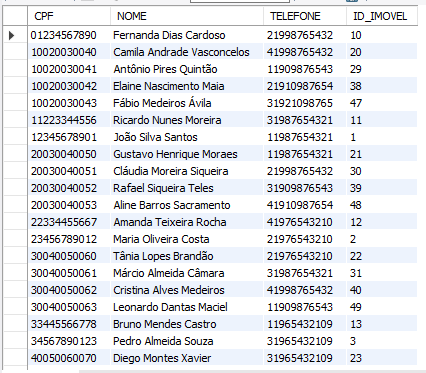 CPF NOME TELEFONE ID_IMOVEL
01234567890 Fernanda Dias Cardoso 21998765432 10
10020030040 Camila Andrade Vasconcelos 41998765432 20
10020030041 Antônio Pires Quintão 11909876543 29
10020030042 Elaine Nascimento Maia 21910987654 38
10020030043 Fábio Medeiros Ávila 31921098765 47
11223344556 Ricardo Nunes Moreira 31987654321 11
12345678901 João Silva Santos 11987654321 1
20030040050 Gustavo Henrique Moraes 11987654321 21
20030040051 Cláudia Moreira Siqueira 21998765432 30
20030040052 Rafael Siqueira Teles 31909876543 39
20030040053 Aline Barros Sacramento 41910987654 48
22334455667 Amanda Teixeira Rocha 41976543210 12
23456789012 Maria Oliveira Costa 21976543210 2
30040050060 Tânia Lopes Brandão 21976543210 22
30040050061 Márcio Almeida Câmara 31987654321 31
30040050062 Cristina Alves Medeiros 41998765432 40
30040050063 Leonardo Dantas Maciel 11909876543 49
33445566778 Bruno Mendes Castro 11965432109 13
34567890123 Pedro Almeida Souza 31965432109 3
40050060070 Diego Montes Xavier 31965432109 23